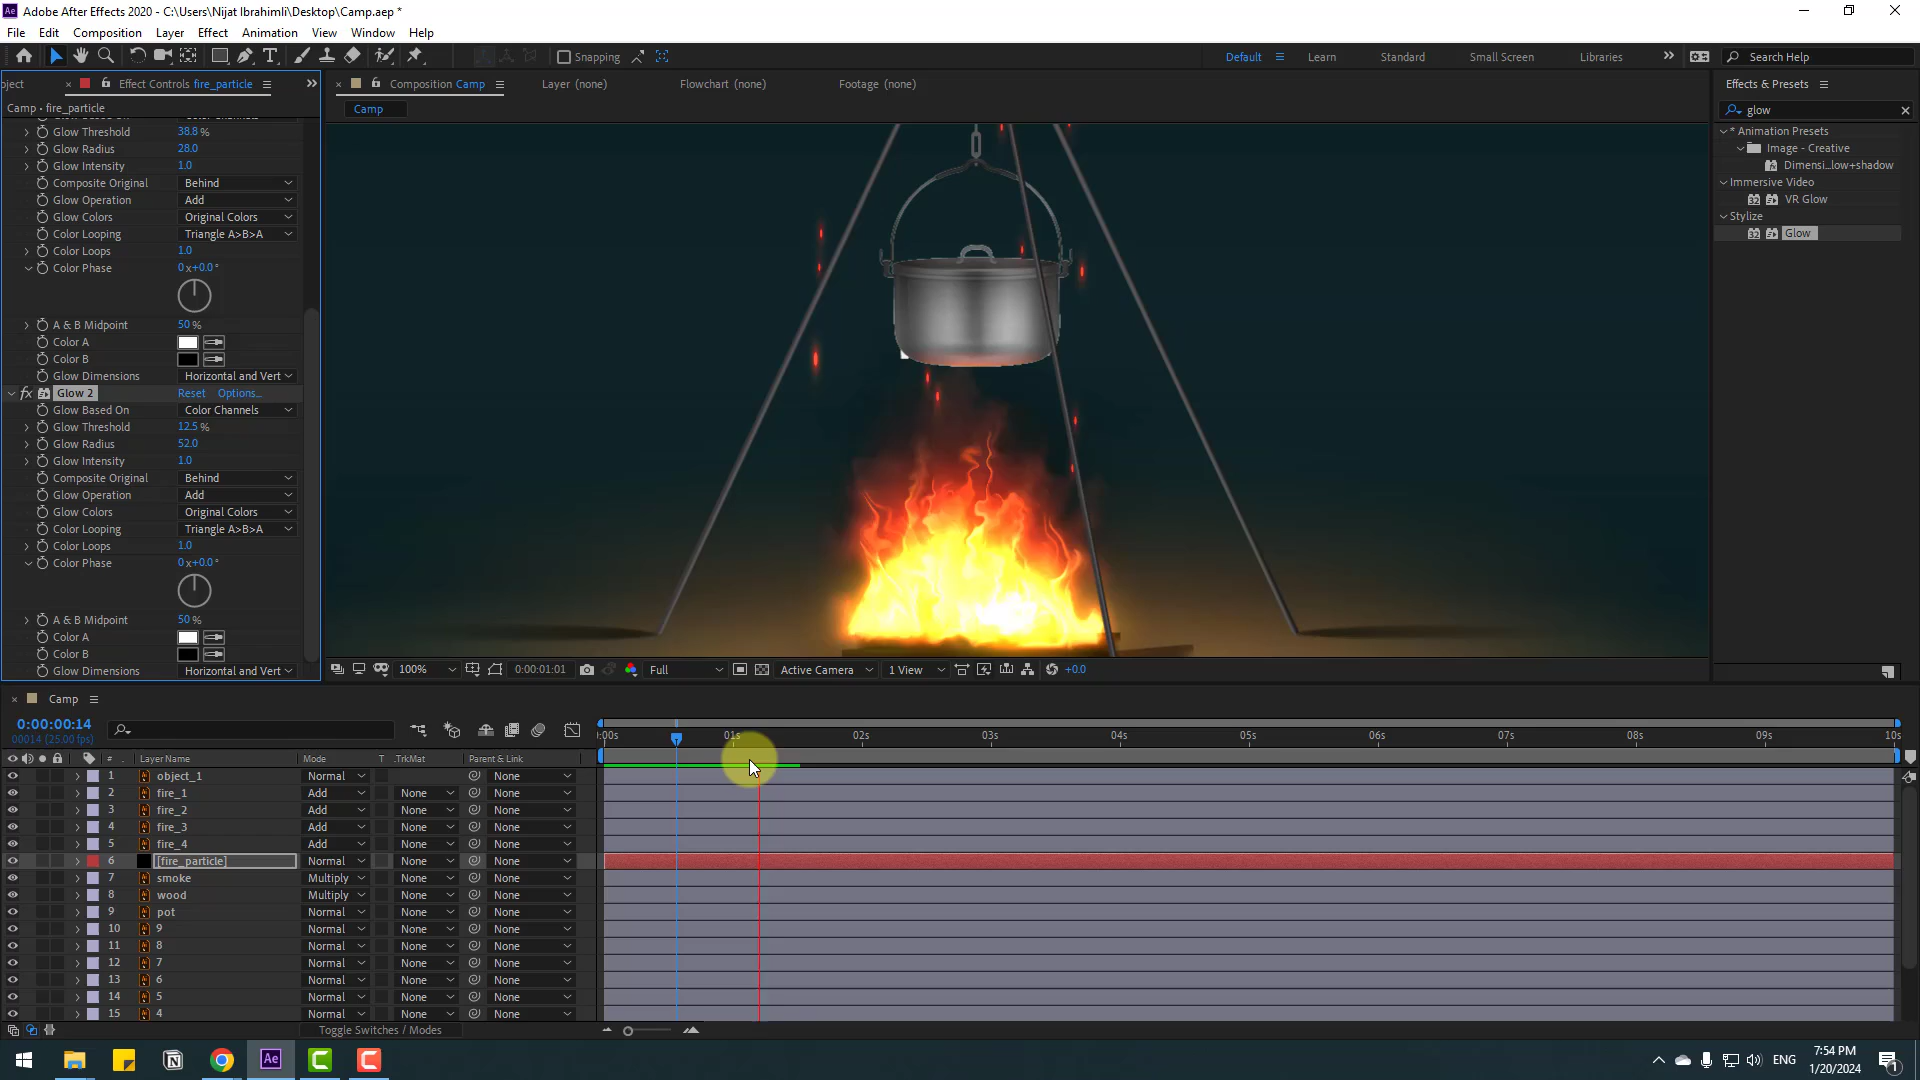 Adobe After Effects 2020 - C:\Users\Nijat Ibrahimli\Desktop\Camp.aep *
File Edit Composition Layer Effect Animation View Window Help
Snapping
Default Learn Standard Small Screen Libraries Search Help
oject Effect Controls fire_particle
Composition Camp Layer (none) Flowchart (none) Footage (none)
Effects & Presets
Camp • fire_particle
Camp
glow
Glow Threshold 38.8 %
Glow Radius 28.0
Glow Intensity 1.0
Composite Original Behind
Glow Operation Add
Glow Colors Original Colors
Color Looping Triangle A>B>A
Color Loops 1.0
Color Phase 0 x+0.0 °
A & B Midpoint 50 %
Color A
Color B
Glow Dimensions Horizontal and Vert
fx Glow 2 Reset Options...
Glow Based On Color Channels
Glow Threshold 12.5 %
Glow Radius 52.0
Glow Intensity 1.0
Composite Original Behind
Glow Operation Add
Glow Colors Original Colors
Color Looping Triangle A>B>A
Color Loops 1.0
Color Phase 0 x+0.0 °
A & B Midpoint 50 %
Color A
Color B
Glow Dimensions Horizontal and Vert
* Animation Presets
Image - Creative
Dimensi...low+shadow
Immersive Video
VR Glow
Stylize
Glow
100% 0:00:01:01 Full Active Camera 1 View +0.0
Camp
0:00:00:14
00014 (25.00 fps)
:00s 01s 02s 03s 04s 05s 06s 07s 08s 09s 10s
# Layer Name Mode T .TrkMat Parent & Link
1 object_1 Normal None
2 fire_1 Add None None
3 fire_2 Add None None
4 fire_3 Add None None
5 fire_4 Add None None
6 [fire_particle] Normal None None
7 smoke Multiply None None
8 wood Multiply None None
9 pot Normal None None
10 9 Normal None None
11 8 Normal None None
12 7 Normal None None
13 6 Normal None None
14 5 Normal None None
15 4 Normal None None
Toggle Switches / Modes
Ae
ENG
7:54 PM
1/20/2024
1